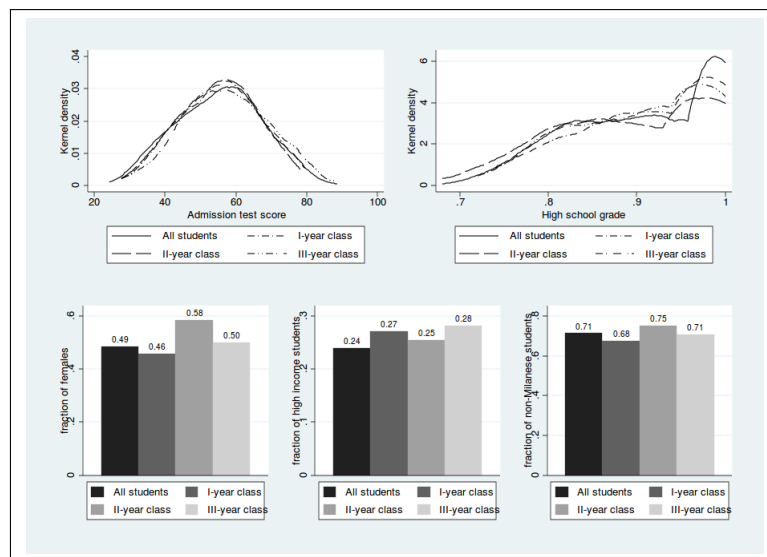 Kernel density
0 .01 .02 .03 .04
20 40 60 80 100
Admission test score
All students I-year class
II-year class III-year class
Kernel density
0 2 4 6
.7 .8 .9 1
High school grade
All students I-year class
II-year class III-year class
fraction of females
0 .2 .4 .6
0.49 0.46 0.58 0.50
All students I-year class
II-year class III-year class
fraction of high income students
0 .1 .2 .3
0.24 0.27 0.25 0.28
All students I-year class
II-year class III-year class
fraction of non-Milanese students
0 .2 .4 .6 .8
0.71 0.68 0.75 0.71
All students I-year class
II-year class III-year class